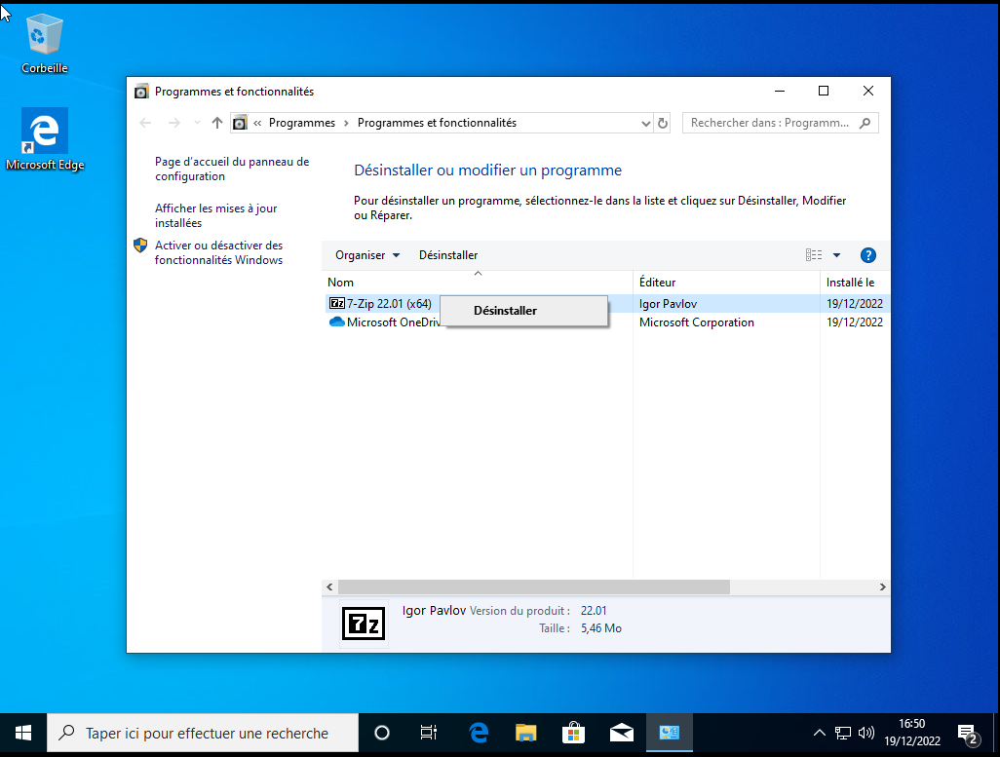 Corbeille
Microsoft Edge
Programmes et fonctionnalités
« Programmes > Programmes et fonctionnalités
Rechercher dans : Programm...
Page d'accueil du panneau de
configuration
Afficher les mises à jour
installées
Activer ou désactiver des
fonctionnalités Windows
Désinstaller ou modifier un programme
Pour désinstaller un programme, sélectionnez-le dans la liste et cliquez sur Désinstaller, Modifier
ou Réparer.
Organiser Désinstaller
?
Nom Éditeur Installé le
7z 7-Zip 22.01 (x64) Igor Pavlov 19/12/2022
Désinstaller
Microsoft OneDriv Microsoft Corporation 19/12/2022
7z
Igor Pavlov Version du produit : 22.01
Taille : 5,46 Mo
Taper ici pour effectuer une recherche
16:50
19/12/2022
2